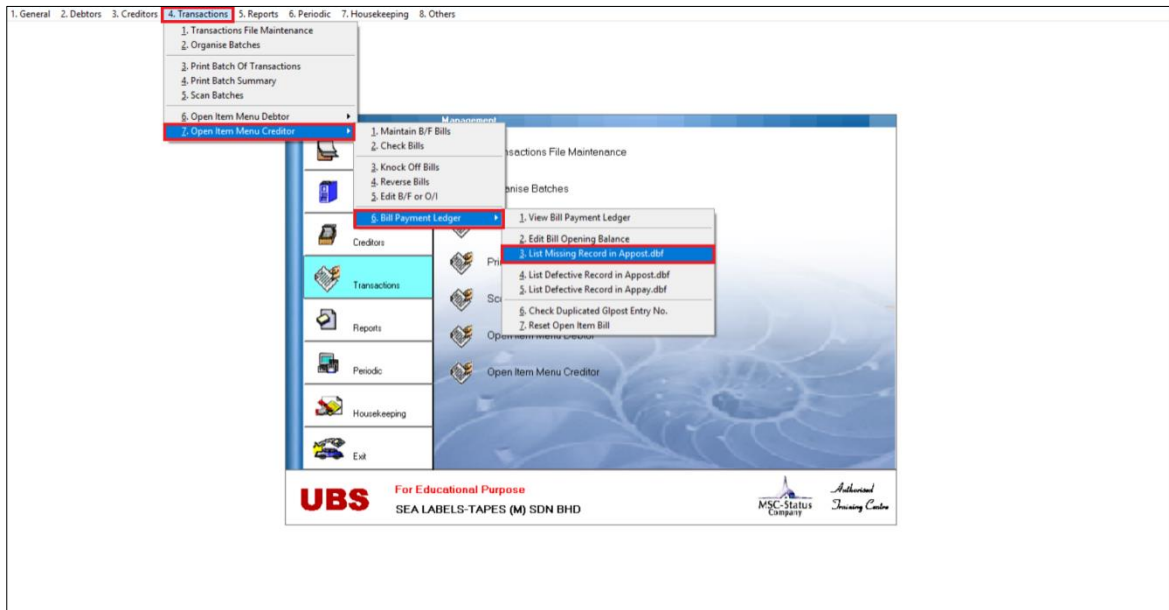 1. General 2. Debtors 3. Creditors 4. Transactions 5. Reports 6. Periodic 7. Housekeeping 8. Others
1. Transactions File Maintenance
2. Organise Batches
3. Print Batch Of Transactions
4. Print Batch Summary
5. Scan Batches
6. Open Item Menu Debtor
7. Open Item Menu Creditor
Management
1. Maintain B/F Bills
2. Check Bills
3. Knock Off Bills
4. Reverse Bills
5. Edit B/F or O/I
6. Bill Payment Ledger
1. View Bill Payment Ledger
2. Edit Bill Opening Balance
3. List Missing Record in Appost.dbf
4. List Defective Record in Appost.dbf
5. List Defective Record in Appay.dbf
6. Check Duplicated Glpost Entry No.
7. Reset Open Item Bill
File Maintenance
Batches
Creditors
Transactions
Reports
Periodic
Housekeeping
Exit
Open Item Menu Debtor
Open Item Menu Creditor
UBS
For Educational Purpose
SEA LABELS-TAPES (M) SDN BHD
MSC-Status
Company
Authorised
Training Centre